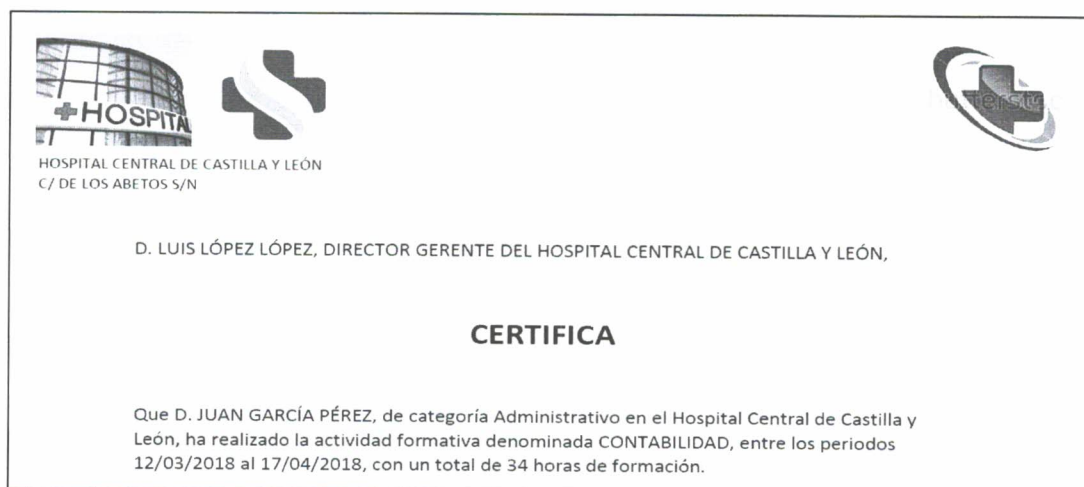 +HOSPITAL
HOSPITAL CENTRAL DE CASTILLA Y LEÓN
C/ DE LOS ABETOS S/N
D. LUIS LÓPEZ LÓPEZ, DIRECTOR GERENTE DEL HOSPITAL CENTRAL DE CASTILLA Y LEÓN,
CERTIFICA
Que D. JUAN GARCÍA PÉREZ, de categoría Administrativo en el Hospital Central de Castilla y
León, ha realizado la actividad formativa denominada CONTABILIDAD, entre los periodos
12/03/2018 al 17/04/2018, con un total de 34 horas de formación.